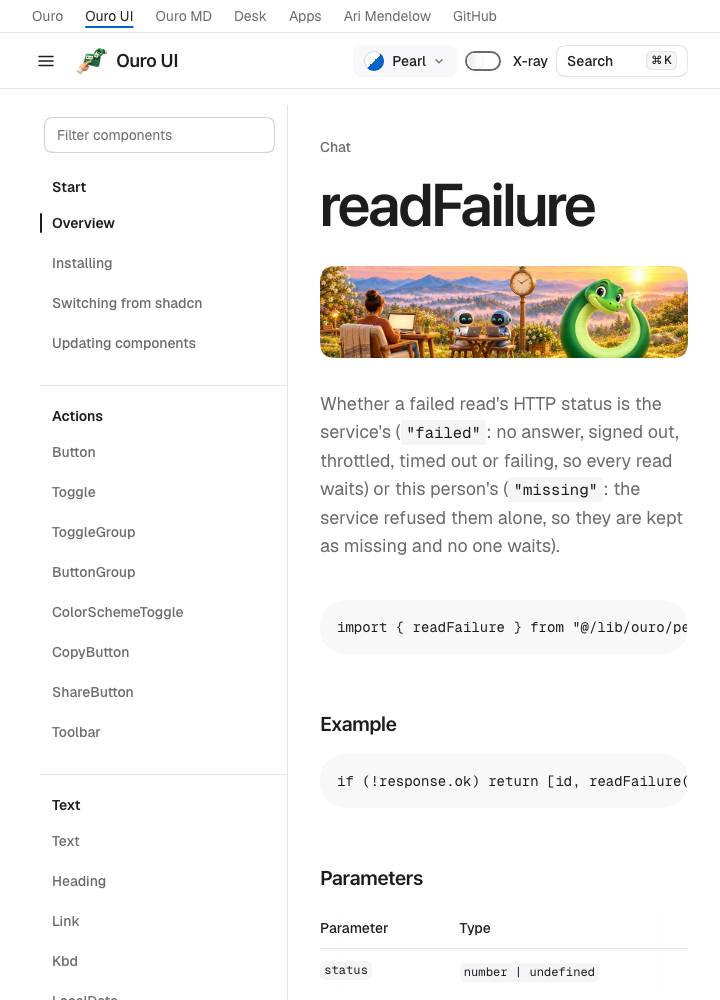 Ouro
Ouro UI
Ouro MD
Desk
Apps
Ari Mendelow
GitHub
Ouro UI
Pearl
X-ray
Search
⌘ K
Filter components
Start
Overview
Installing
Switching from shadcn
Updating components
Actions
Button
Toggle
ToggleGroup
ButtonGroup
ColorSchemeToggle
CopyButton
ShareButton
Toolbar
Text
Text
Heading
Link
Kbd
Chat
readFailure
Whether a failed read's HTTP status is the
service's ("failed": no answer, signed out,
throttled, timed out or failing, so every read
waits) or this person's ("missing": the
service refused them alone, so they are kept
as missing and no one waits).
import { readFailure } from "@/lib/ouro/pe
Example
if (!response.ok) return [id, readFailure(
Parameters
Parameter Type
status number | undefined